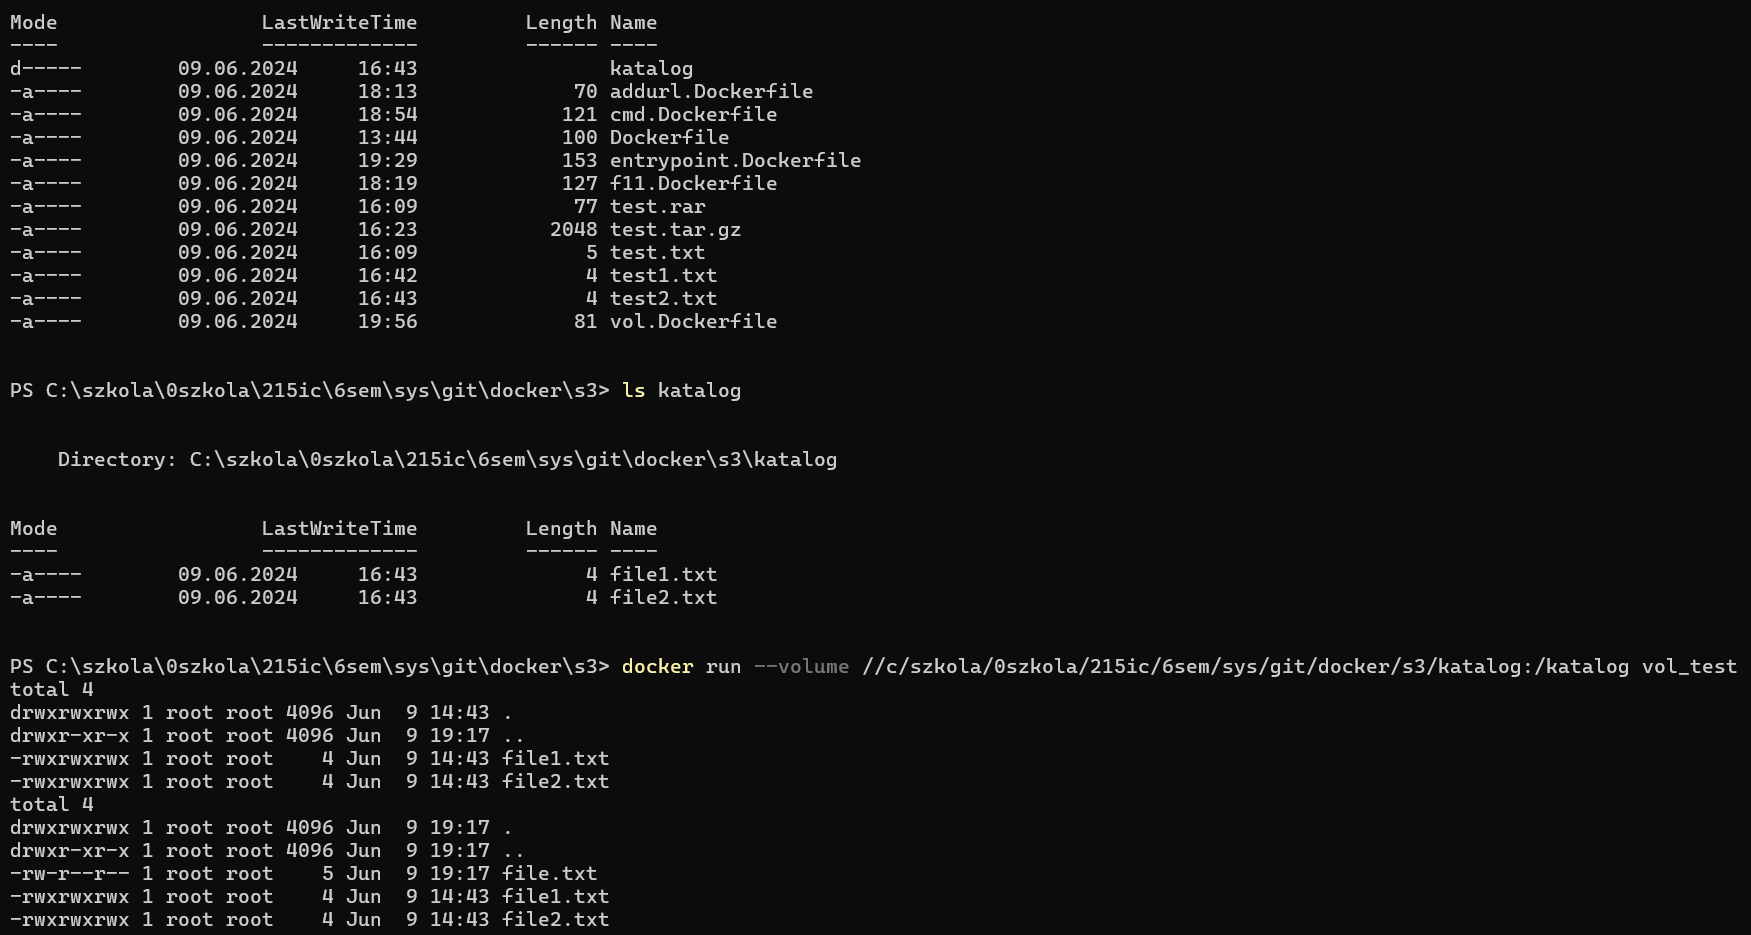 Mode                 LastWriteTime         Length Name
----                 -------------         ------ ----
d-----        09.06.2024     16:43                katalog
-a----        09.06.2024     18:13             70 addurl.Dockerfile
-a----        09.06.2024     18:54            121 cmd.Dockerfile
-a----        09.06.2024     13:44            100 Dockerfile
-a----        09.06.2024     19:29            153 entrypoint.Dockerfile
-a----        09.06.2024     18:19            127 f11.Dockerfile
-a----        09.06.2024     16:09             77 test.rar
-a----        09.06.2024     16:23           2048 test.tar.gz
-a----        09.06.2024     16:09              5 test.txt
-a----        09.06.2024     16:42              4 test1.txt
-a----        09.06.2024     16:43              4 test2.txt
-a----        09.06.2024     19:56             81 vol.Dockerfile
PS C:\szkola\0szkola\215ic\6sem\sys\git\docker\s3> ls katalog
    Directory: C:\szkola\0szkola\215ic\6sem\sys\git\docker\s3\katalog
Mode                 LastWriteTime         Length Name
----                 -------------         ------ ----
-a----        09.06.2024     16:43              4 file1.txt
-a----        09.06.2024     16:43              4 file2.txt
PS C:\szkola\0szkola\215ic\6sem\sys\git\docker\s3> docker run --volume //c/szkola/0szkola/215ic/6sem/sys/git/docker/s3/katalog:/katalog vol_test
total 4
drwxrwxrwx 1 root root 4096 Jun  9 14:43 .
drwxr-xr-x 1 root root 4096 Jun  9 19:17 ..
-rwxrwxrwx 1 root root    4 Jun  9 14:43 file1.txt
-rwxrwxrwx 1 root root    4 Jun  9 14:43 file2.txt
total 4
drwxrwxrwx 1 root root 4096 Jun  9 19:17 .
drwxr-xr-x 1 root root 4096 Jun  9 19:17 ..
-rw-r--r-- 1 root root    5 Jun  9 19:17 file.txt
-rwxrwxrwx 1 root root    4 Jun  9 14:43 file1.txt
-rwxrwxrwx 1 root root    4 Jun  9 14:43 file2.txt